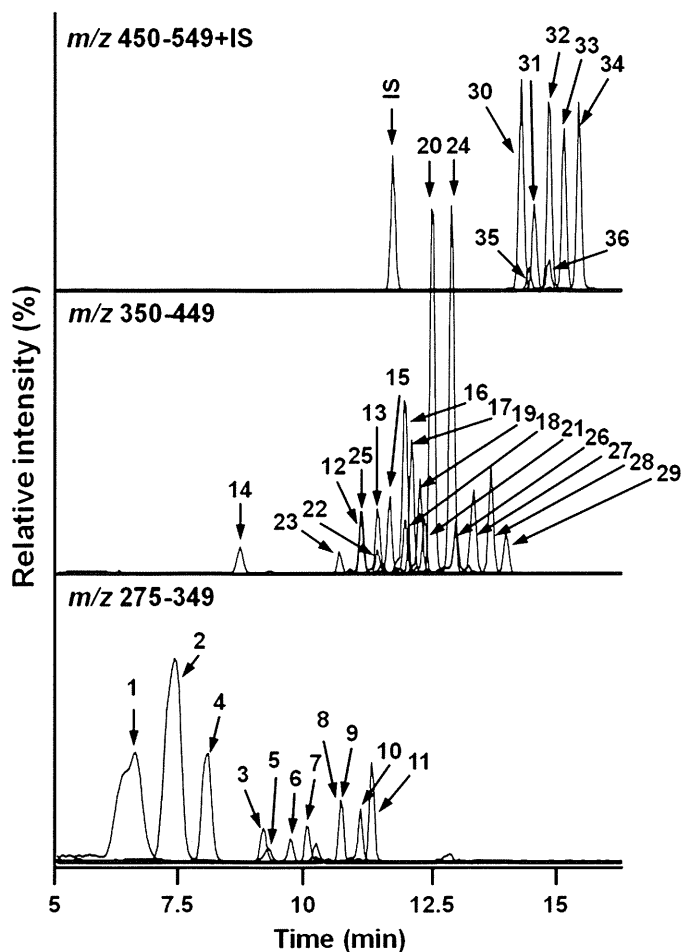 m/z 450-549+IS
IS
20 24
30 31 32 33 34
35 36
m/z 350-449
14
23 22 12 25 13 15 16 17 19 18 21 26 27 28 29
m/z 275-349
1 2 4 3 5 6 7 8 9 10 11
Relative intensity (%)
5 7.5 10 12.5 15
Time (min)